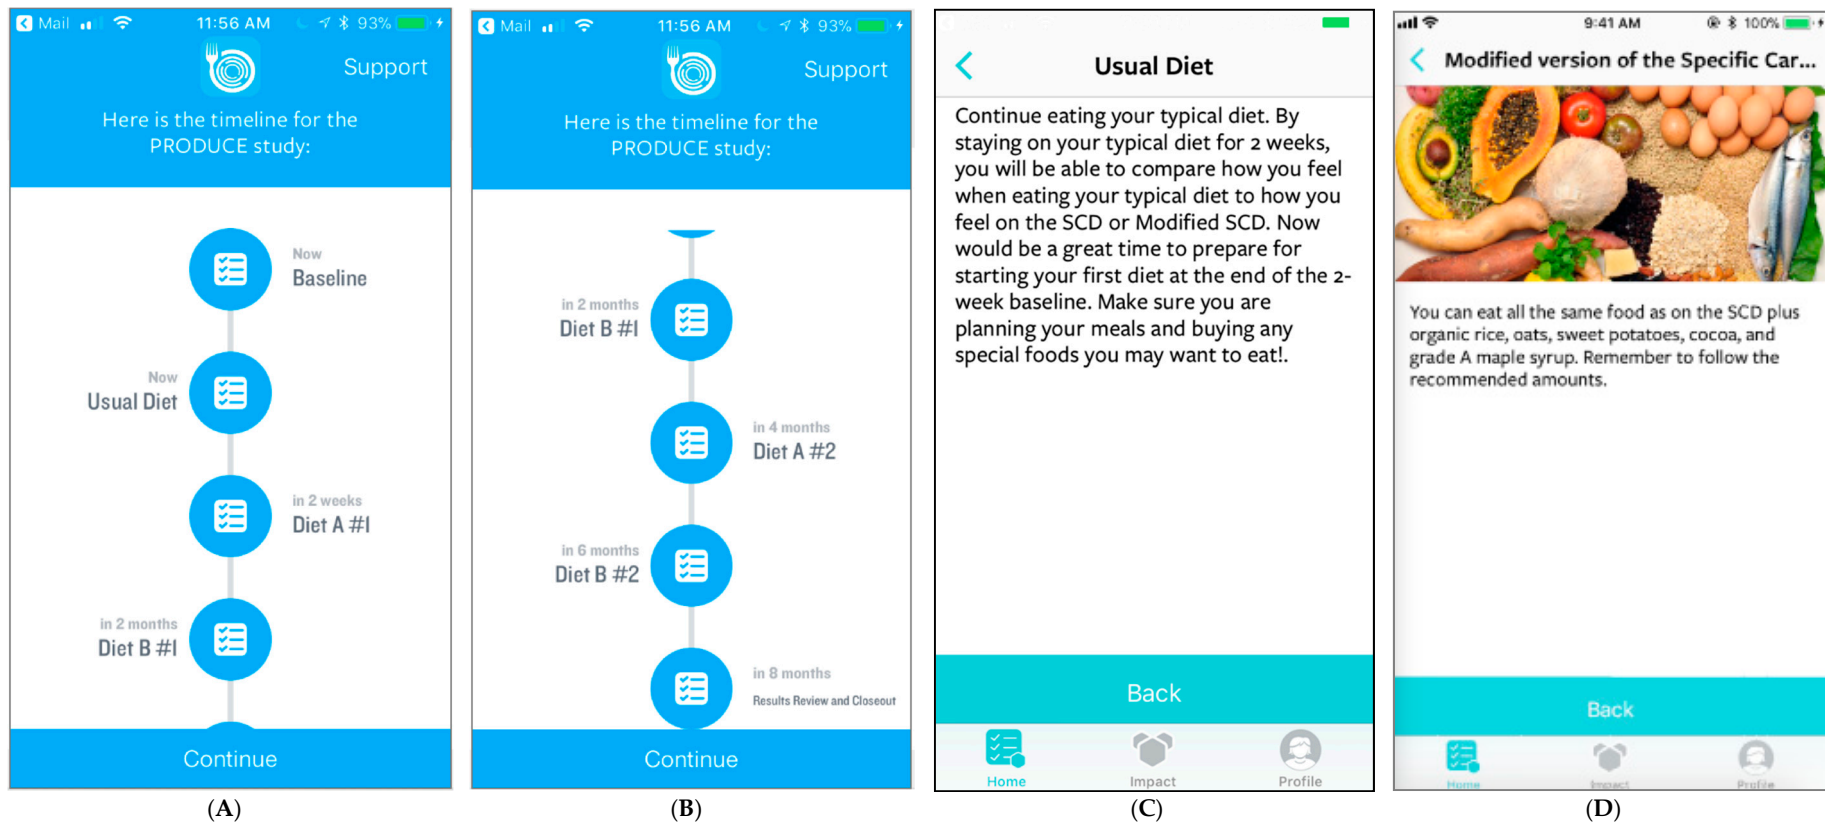 Mail 11:56 AM 93%
Support
Here is the timeline for the
PRODUCE study:
Now
Baseline
Now
Usual Diet
in 2 weeks
Diet A #1
in 2 months
Diet B #1
Continue
(A)
Mail 11:56 AM 93%
Support
Here is the timeline for the
PRODUCE study:
in 2 months
Diet B #1
in 4 months
Diet A #2
in 6 months
Diet B #2
in 8 months
Results Review and Closeout
Continue
(B)
Usual Diet
Continue eating your typical diet. By
staying on your typical diet for 2 weeks,
you will be able to compare how you feel
when eating your typical diet to how you
feel on the SCD or Modified SCD. Now
would be a great time to prepare for
starting your first diet at the end of the 2-
week baseline. Make sure you are
planning your meals and buying any
special foods you may want to eat!.
Back
Home Impact Profile
(C)
9:41 AM 100%
Modified version of the Specific Car...
You can eat all the same food as on the SCD plus
organic rice, oats, sweet potatoes, cocoa, and
grade A maple syrup. Remember to follow the
recommended amounts.
Back
Home Impact Profile
(D)